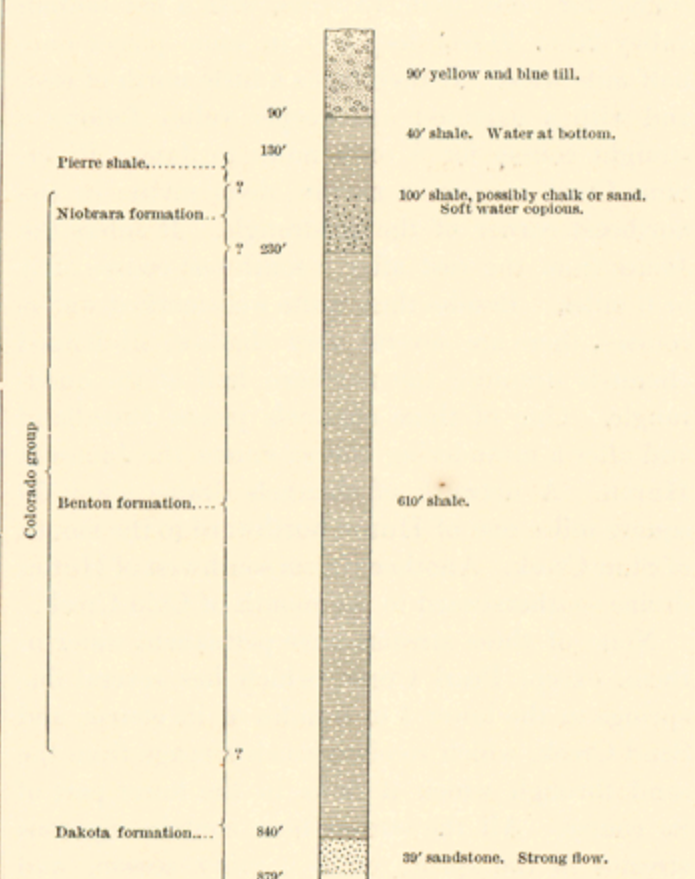 90′ yellow and blue till.
90′
40′ shale. Water at bottom.
130′
Pierre shale..........
?
100′ shale, possibly chalk or sand.
Soft water copious.
Niobrara formation..
? 230′
Colorado group
Benton formation....
610′ shale.
?
Dakota formation.....
840′
39′ sandstone. Strong flow.
879′